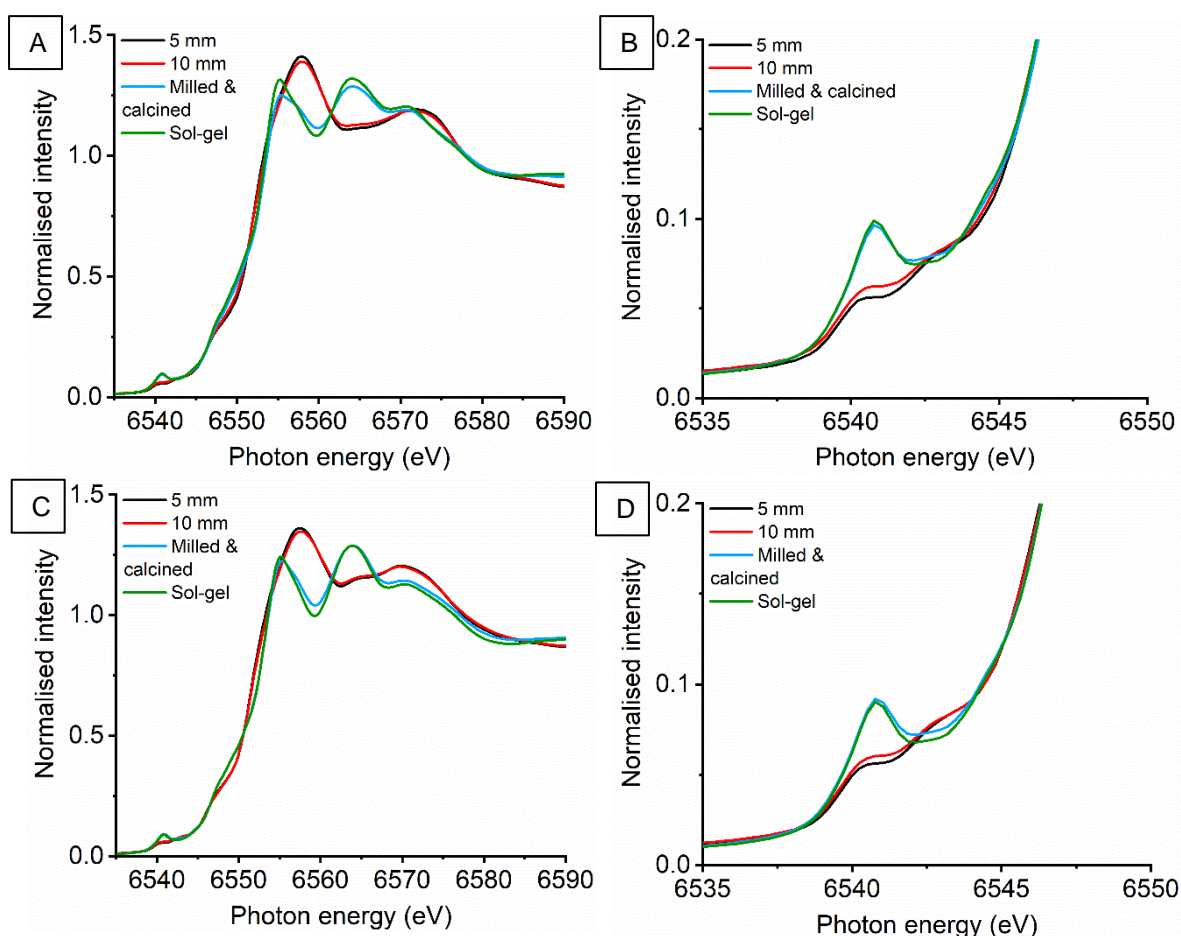 A
1.5
1.0
0.5
0.0
Normalised intensity
5 mm
10 mm
Milled &
calcined
Sol-gel
6540 6550 6560 6570 6580 6590
Photon energy (eV)
B
0.2
0.1
0.0
Normalised intensity
5 mm
10 mm
Milled & calcined
Sol-gel
6535 6540 6545 6550
Photon energy (eV)
C
1.5
1.0
0.5
0.0
Normalised intensity
5 mm
10 mm
Milled &
calcined
Sol-gel
6540 6550 6560 6570 6580 6590
Photon energy (eV)
D
0.2
0.1
0.0
Normalised intensity
5 mm
10 mm
Milled &
calcined
Sol-gel
6535 6540 6545 6550
Photon energy (eV)